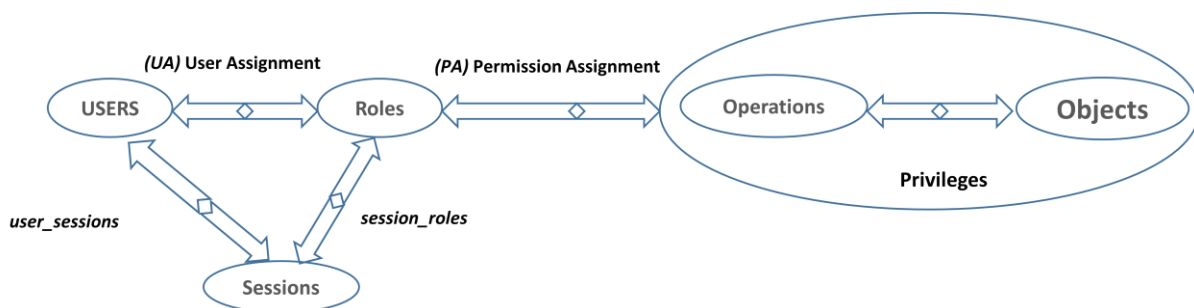 (UA) User Assignment
(PA) Permission Assignment
USERS
Roles
Operations
Objects
Privileges
user_sessions
session_roles
Sessions